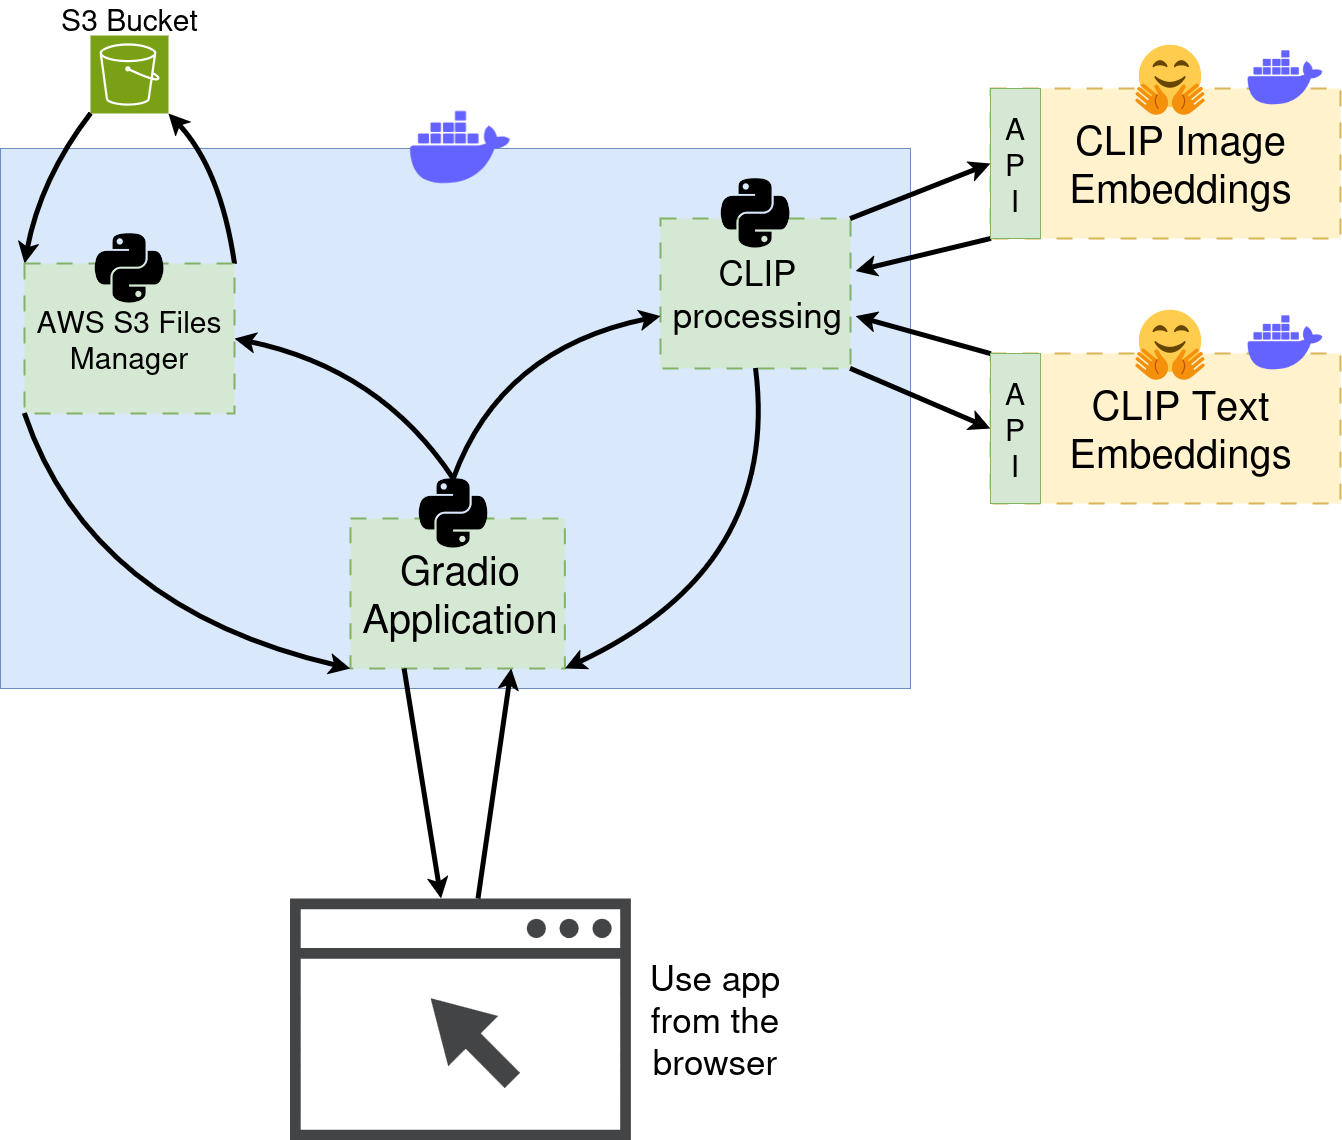 S3 Bucket
AWS S3 Files
Manager
CLIP
processing
Gradio
Application
A
P
I
CLIP Image
Embeddings
A
P
I
CLIP Text
Embeddings
Use app
from the
browser